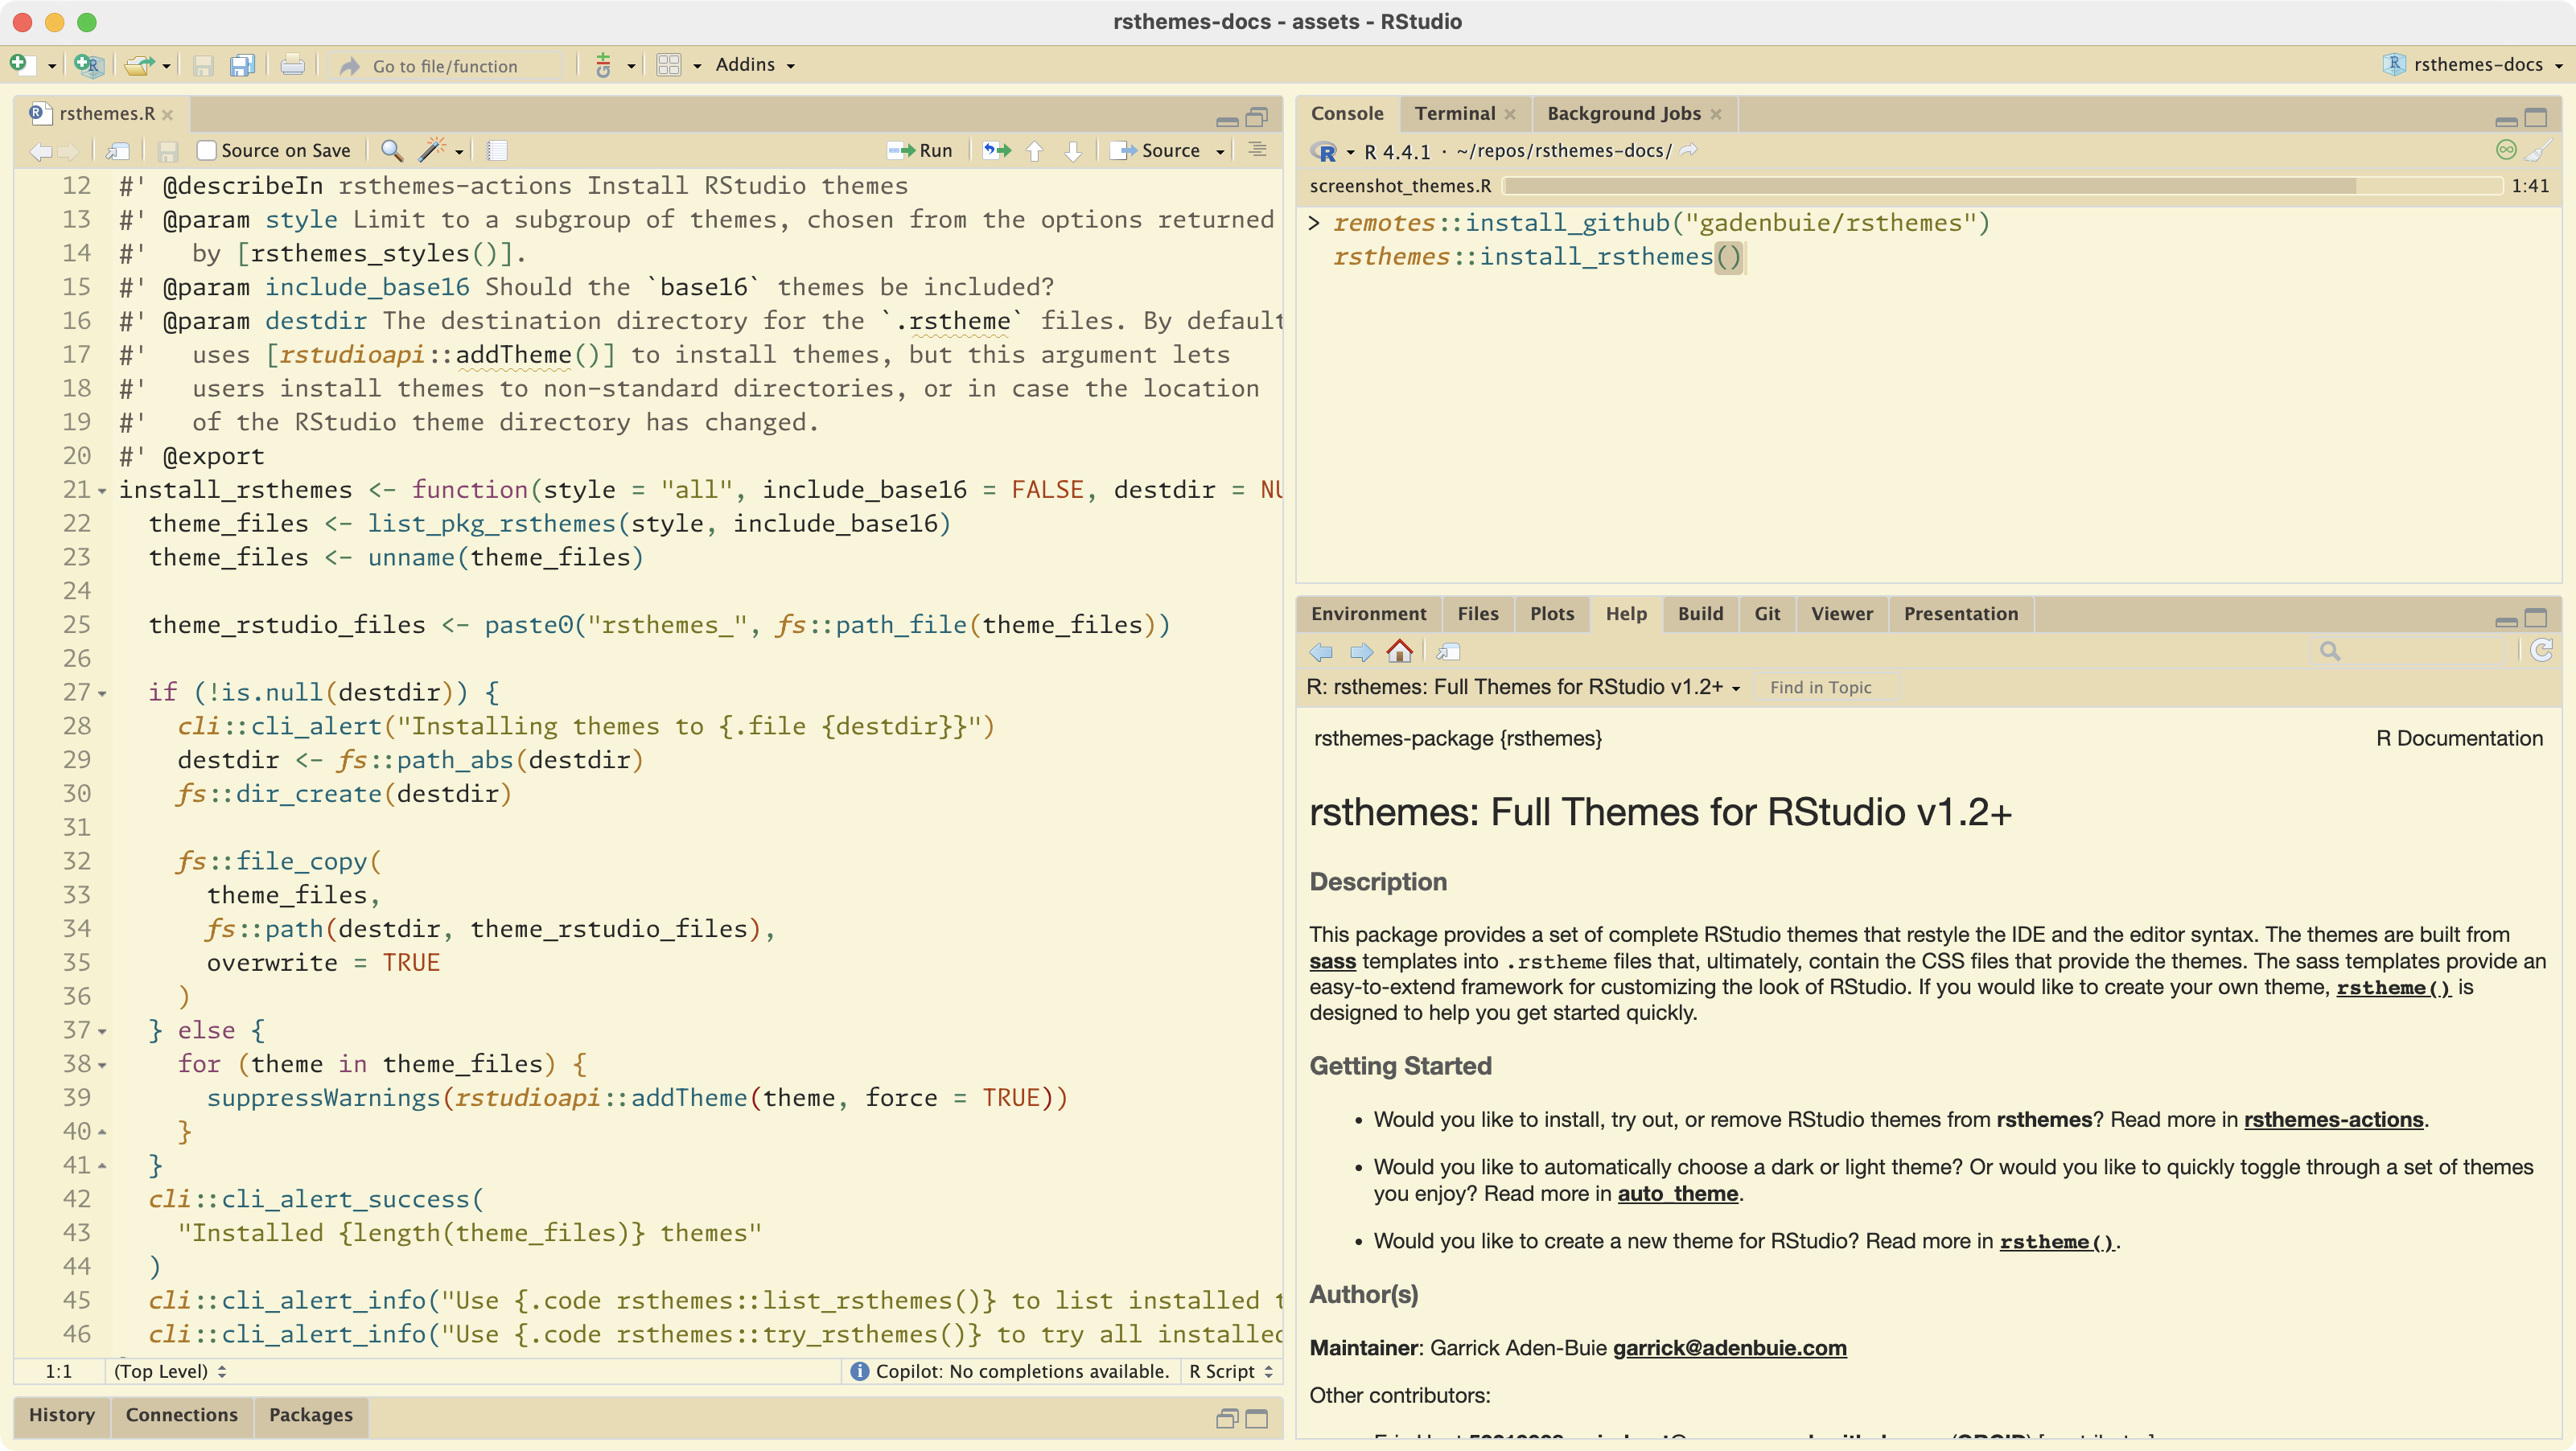 rsthemes-docs - assets - RStudio
Go to file/function
Addins
rsthemes-docs
rsthemes.R
Source on Save
Run
Source
12 #' @describeIn rsthemes-actions Install RStudio themes
13 #' @param style Limit to a subgroup of themes, chosen from the options returned
14 #'   by [rsthemes_styles()].
15 #' @param include_base16 Should the `base16` themes be included?
16 #' @param destdir The destination directory for the `.rstheme` files. By default
17 #'   uses [rstudioapi::addTheme()] to install themes, but this argument lets
18 #'   users install themes to non-standard directories, or in case the location
19 #'   of the RStudio theme directory has changed.
20 #' @export
21 install_rsthemes <- function(style = "all", include_base16 = FALSE, destdir = NU
22   theme_files <- list_pkg_rsthemes(style, include_base16)
23   theme_files <- unname(theme_files)
24
25   theme_rstudio_files <- paste0("rsthemes_", fs::path_file(theme_files))
26
27   if (!is.null(destdir)) {
28     cli::cli_alert("Installing themes to {.file {destdir}}")
29     destdir <- fs::path_abs(destdir)
30     fs::dir_create(destdir)
31
32     fs::file_copy(
33       theme_files,
34       fs::path(destdir, theme_rstudio_files),
35       overwrite = TRUE
36     )
37   } else {
38     for (theme in theme_files) {
39       suppressWarnings(rstudioapi::addTheme(theme, force = TRUE))
40     }
41   }
42   cli::cli_alert_success(
43     "Installed {length(theme_files)} themes"
44   )
45   cli::cli_alert_info("Use {.code rsthemes::list_rsthemes()} to list installed t
46   cli::cli_alert_info("Use {.code rsthemes::try_rsthemes()} to try all installed
1:1 (Top Level) Copilot: No completions available. R Script
History Connections Packages
Console Terminal Background Jobs
R 4.4.1 · ~/repos/rsthemes-docs/
screenshot_themes.R 1:41
> remotes::install_github("gadenbuie/rsthemes")
rsthemes::install_rsthemes()
Environment Files Plots Help Build Git Viewer Presentation
R: rsthemes: Full Themes for RStudio v1.2+ Find in Topic
rsthemes-package {rsthemes} R Documentation
rsthemes: Full Themes for RStudio v1.2+
Description
This package provides a set of complete RStudio themes that restyle the IDE and the editor syntax. The themes are built from
sass templates into .rstheme files that, ultimately, contain the CSS files that provide the themes. The sass templates provide an
easy-to-extend framework for customizing the look of RStudio. If you would like to create your own theme, rstheme() is
designed to help you get started quickly.
Getting Started
• Would you like to install, try out, or remove RStudio themes from rsthemes? Read more in rsthemes-actions.
• Would you like to automatically choose a dark or light theme? Or would you like to quickly toggle through a set of themes
you enjoy? Read more in auto_theme.
• Would you like to create a new theme for RStudio? Read more in rstheme().
Author(s)
Maintainer: Garrick Aden-Buie garrick@adenbuie.com
Other contributors: